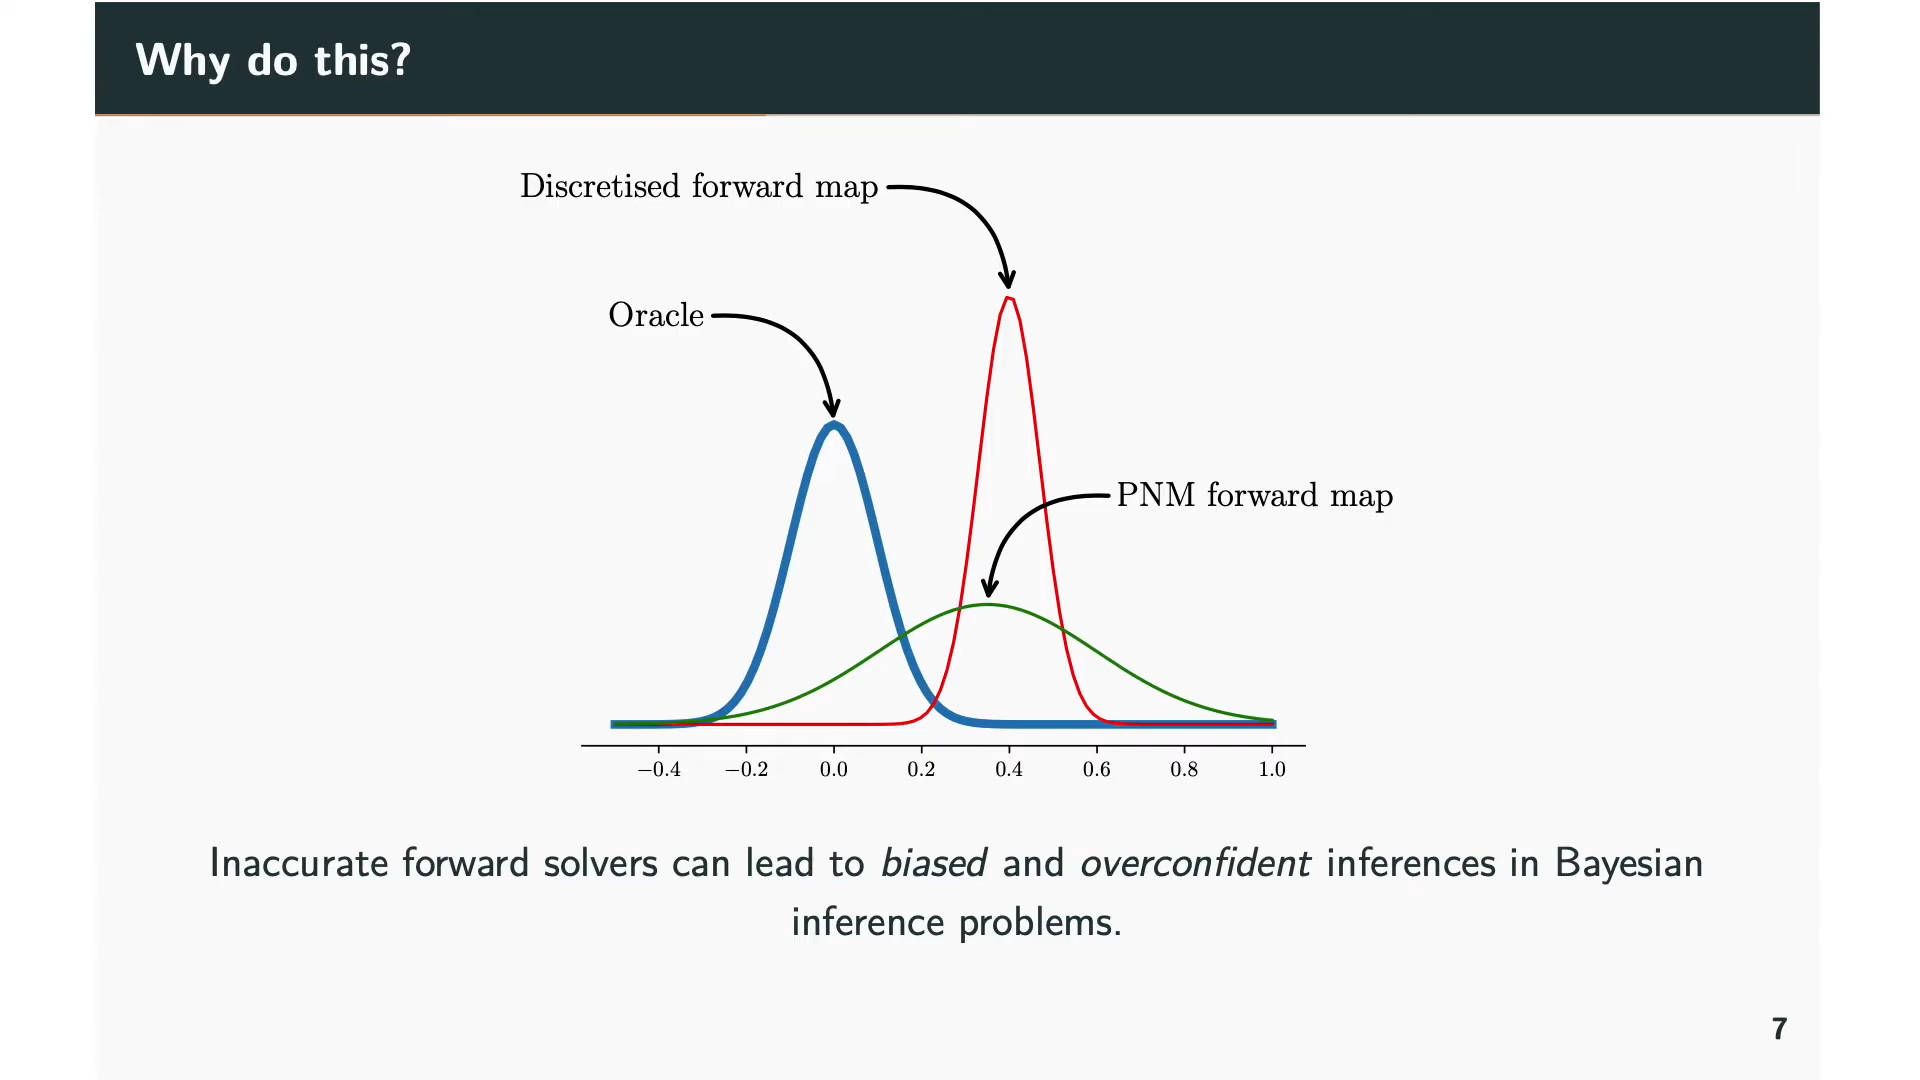 Why do this?
Discretised forward map
Oracle
PNM forward map
−0.4 −0.2 0.0 0.2 0.4 0.6 0.8 1.0
Inaccurate forward solvers can lead to biased and overconfident inferences in Bayesian
inference problems.
7